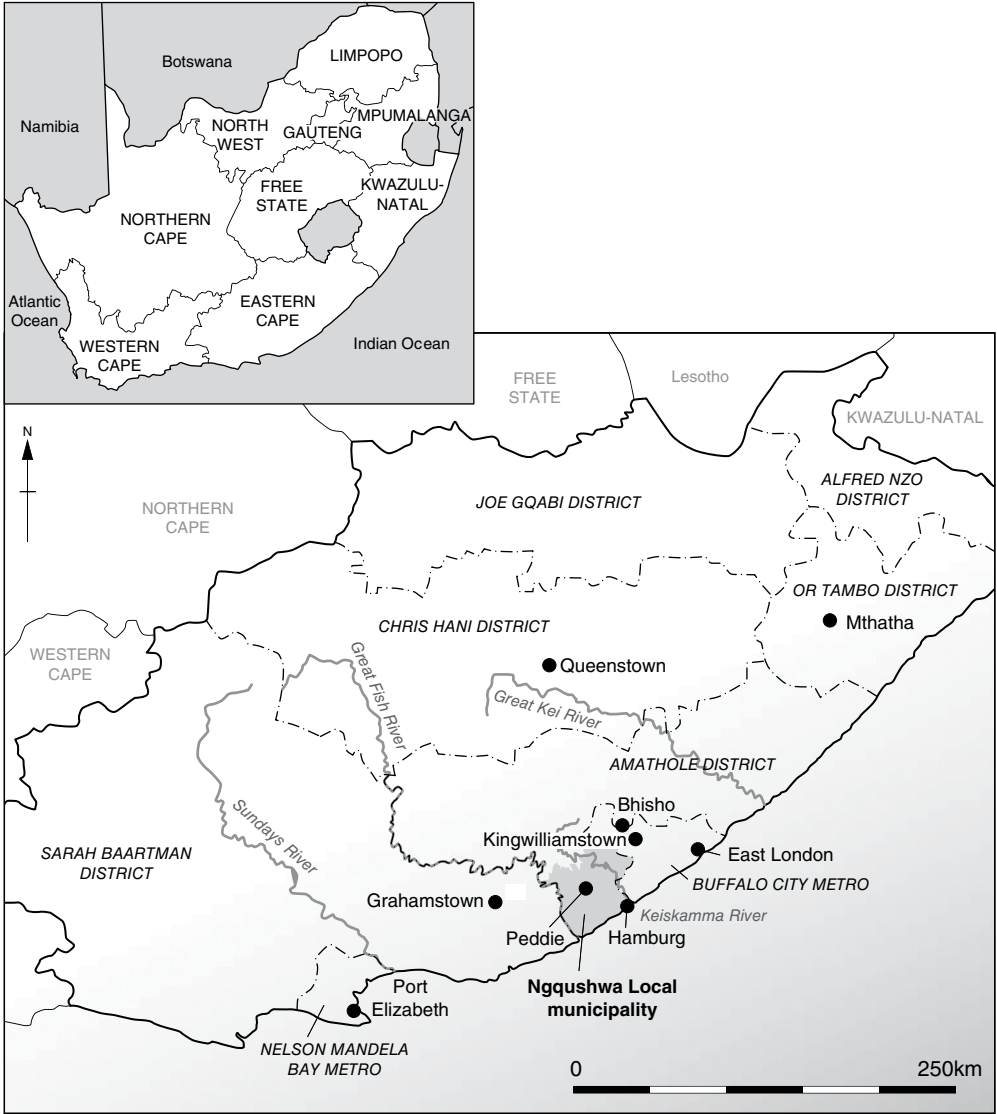 LIMPOPO
Botswana
MPUMALANGA
Namibia
NORTH
WEST
GAUTENG
FREE
STATE
KWAZULU-
NATAL
NORTHERN
CAPE
Atlantic
Ocean
EASTERN
CAPE
WESTERN
CAPE
Indian Ocean
FREE
STATE
Lesotho
KWAZULU-NATAL
N
NORTHERN
CAPE
JOE GQABI DISTRICT
ALFRED NZO
DISTRICT
OR TAMBO DISTRICT
Mthatha
CHRIS HANI DISTRICT
WESTERN
CAPE
Queenstown
Great Fish River
Great Kei River
AMATHOLE DISTRICT
Bhisho
Kingwilliamstown
Sundays River
SARAH BAARTMAN
DISTRICT
East London
BUFFALO CITY METRO
Grahamstown
Keiskamma River
Peddie
Hamburg
Ngqushwa Local
municipality
Port
Elizabeth
NELSON MANDELA
BAY METRO
0
250km